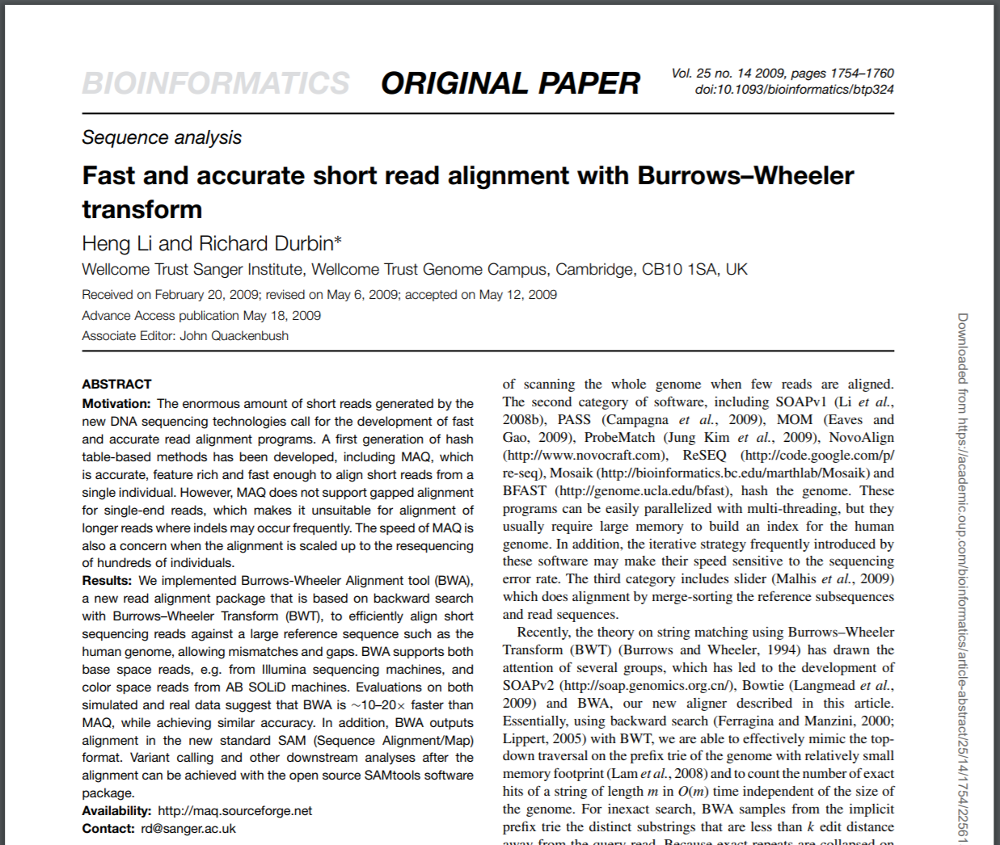 BIOINFORMATICS
ORIGINAL PAPER
Vol. 25 no. 14 2009, pages 1754–1760
doi:10.1093/bioinformatics/btp324
Sequence analysis
Fast and accurate short read alignment with Burrows–Wheeler
transform
Heng Li and Richard Durbin*
Wellcome Trust Sanger Institute, Wellcome Trust Genome Campus, Cambridge, CB10 1SA, UK
Received on February 20, 2009; revised on May 6, 2009; accepted on May 12, 2009
Advance Access publication May 18, 2009
Associate Editor: John Quackenbush
ABSTRACT
Motivation: The enormous amount of short reads generated by the
new DNA sequencing technologies call for the development of fast
and accurate read alignment programs. A first generation of hash
table-based methods has been developed, including MAQ, which
is accurate, feature rich and fast enough to align short reads from a
single individual. However, MAQ does not support gapped alignment
for single-end reads, which makes it unsuitable for alignment of
longer reads where indels may occur frequently. The speed of MAQ is
also a concern when the alignment is scaled up to the resequencing
of hundreds of individuals.
Results: We implemented Burrows-Wheeler Alignment tool (BWA),
a new read alignment package that is based on backward search
with Burrows–Wheeler Transform (BWT), to efficiently align short
sequencing reads against a large reference sequence such as the
human genome, allowing mismatches and gaps. BWA supports both
base space reads, e.g. from Illumina sequencing machines, and
color space reads from AB SOLiD machines. Evaluations on both
simulated and real data suggest that BWA is ∼10–20× faster than
MAQ, while achieving similar accuracy. In addition, BWA outputs
alignment in the new standard SAM (Sequence Alignment/Map)
format. Variant calling and other downstream analyses after the
alignment can be achieved with the open source SAMtools software
package.
Availability: http://maq.sourceforge.net
Contact: rd@sanger.ac.uk
of scanning the whole genome when few reads are aligned.
The second category of software, including SOAPv1 (Li et al.,
2008b), PASS (Campagna et al., 2009), MOM (Eaves and
Gao, 2009), ProbeMatch (Jung Kim et al., 2009), NovoAlign
(http://www.novocraft.com), ReSEQ (http://code.google.com/p/
re-seq), Mosaik (http://bioinformatics.bc.edu/marthlab/Mosaik) and
BFAST (http://genome.ucla.edu/bfast), hash the genome. These
programs can be easily parallelized with multi-threading, but they
usually require large memory to build an index for the human
genome. In addition, the iterative strategy frequently introduced by
these software may make their speed sensitive to the sequencing
error rate. The third category includes slider (Malhis et al., 2009)
which does alignment by merge-sorting the reference subsequences
and read sequences.
Recently, the theory on string matching using Burrows–Wheeler
Transform (BWT) (Burrows and Wheeler, 1994) has drawn the
attention of several groups, which has led to the development of
SOAPv2 (http://soap.genomics.org.cn/), Bowtie (Langmead et al.,
2009) and BWA, our new aligner described in this article.
Essentially, using backward search (Ferragina and Manzini, 2000;
Lippert, 2005) with BWT, we are able to effectively mimic the top-
down traversal on the prefix trie of the genome with relatively small
memory footprint (Lam et al., 2008) and to count the number of exact
hits of a string of length m in O(m) time independent of the size of
the genome. For inexact search, BWA samples from the implicit
prefix trie the distinct substrings that are less than k edit distance
away from the query read. Because exact repeats are collapsed on
Downloaded from https://academic.oup.com/bioinformatics/article-abstract/25/14/1754/22561